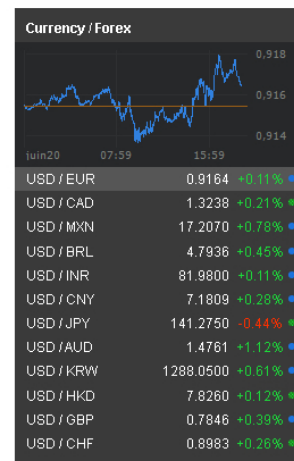 Currency / Forex
0,918
0,916
0,914
juin20 07:59 15:59
USD / EUR 0.9164 +0.11%
USD / CAD 1.3238 +0.21%
USD / MXN 17.2070 +0.78%
USD / BRL 4.7936 +0.45%
USD / INR 81.9800 +0.11%
USD / CNY 7.1809 +0.28%
USD / JPY 141.2750 -0.44%
USD / AUD 1.4761 +1.12%
USD / KRW 1288.0500 +0.61%
USD / HKD 7.8260 +0.12%
USD / GBP 0.7846 +0.39%
USD / CHF 0.8983 +0.26%